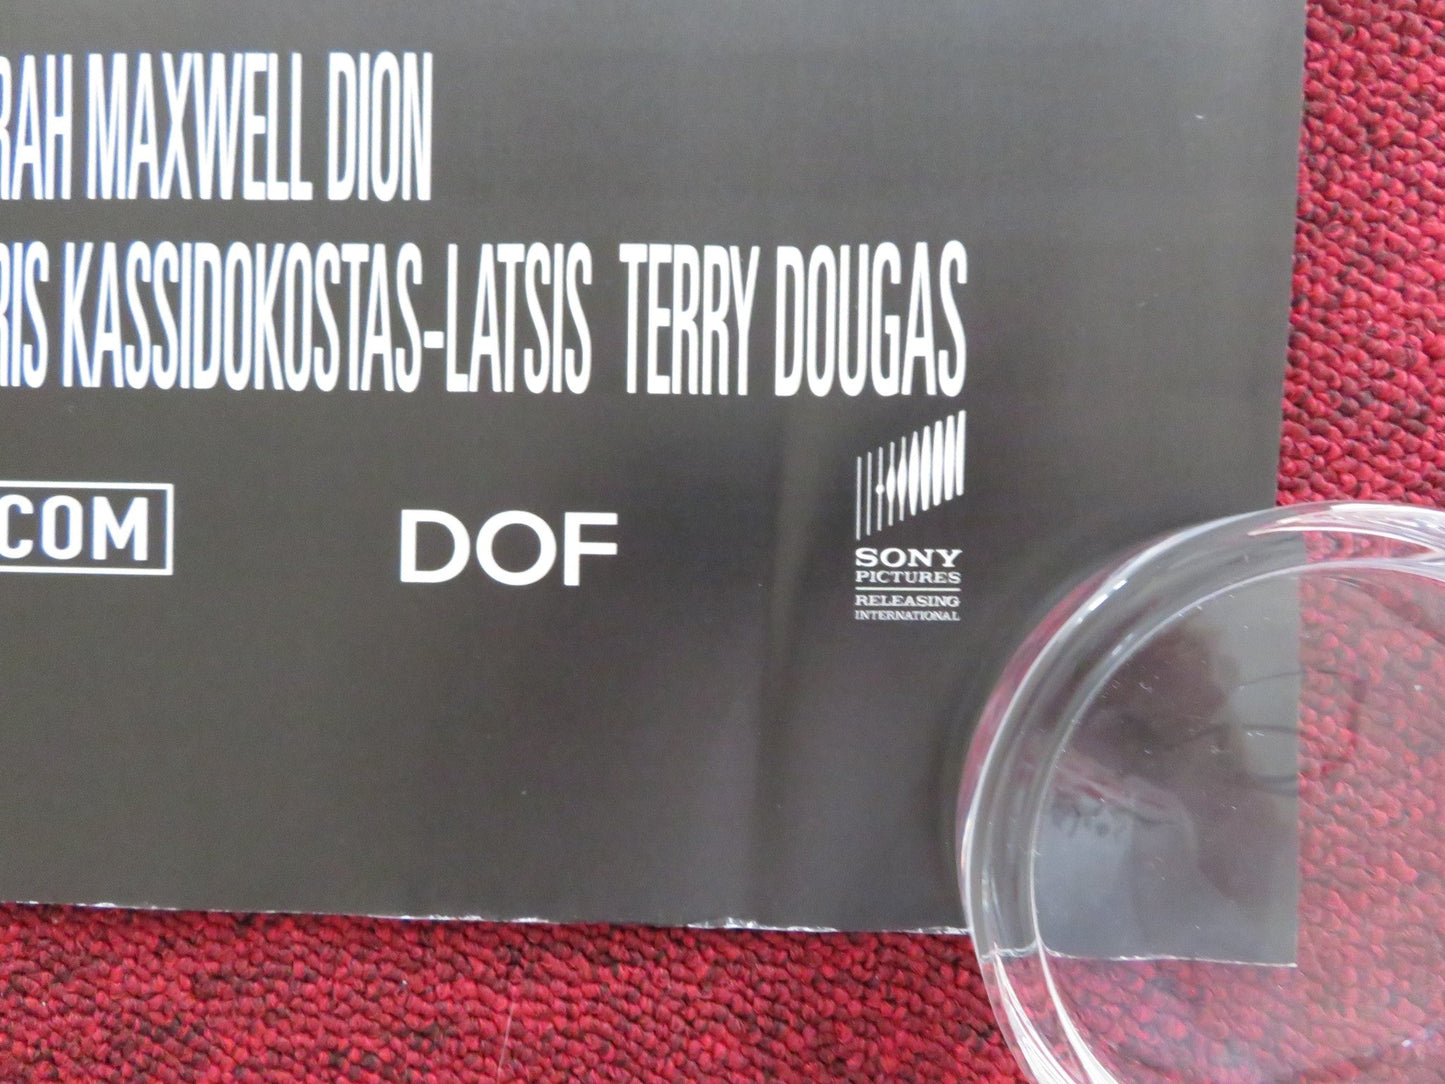 RAH MAXWELL DION
RIS KASSIDOKOSTAS-LATSIS TERRY DOUGAS
.COM
DOF
SONY
PICTURES
RELEASING
INTERNATIONAL